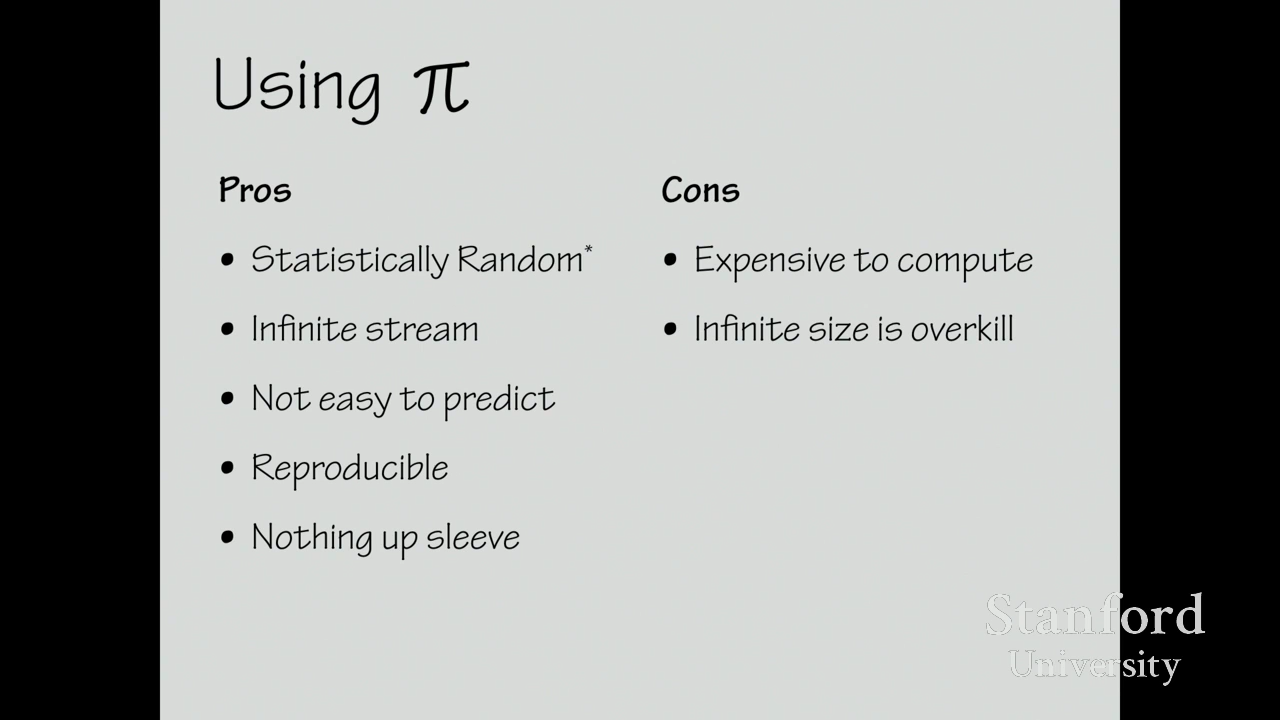 Using π
Pros
• Statistically Random*
• Infinite stream
• Not easy to predict
• Reproducible
• Nothing up sleeve
Cons
• Expensive to compute
• Infinite size is overkill
Stanford
University